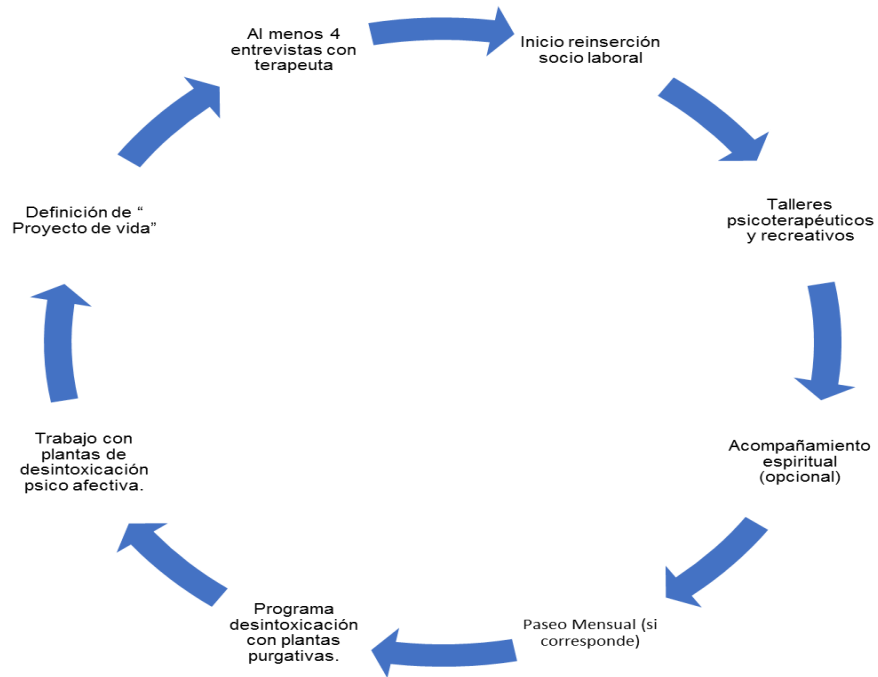 Al menos 4
entrevistas con
terapeuta
Inicio reinserción
socio laboral
Talleres
psicoterapéuticos
y recreativos
Acompañamiento
espiritual
(opcional)
Paseo Mensual (si
corresponde)
Programa
desintoxicación
con plantas
purgativas.
Trabajo con
plantas de
desintoxicación
psico afectiva.
Definición de “
Proyecto de vida”